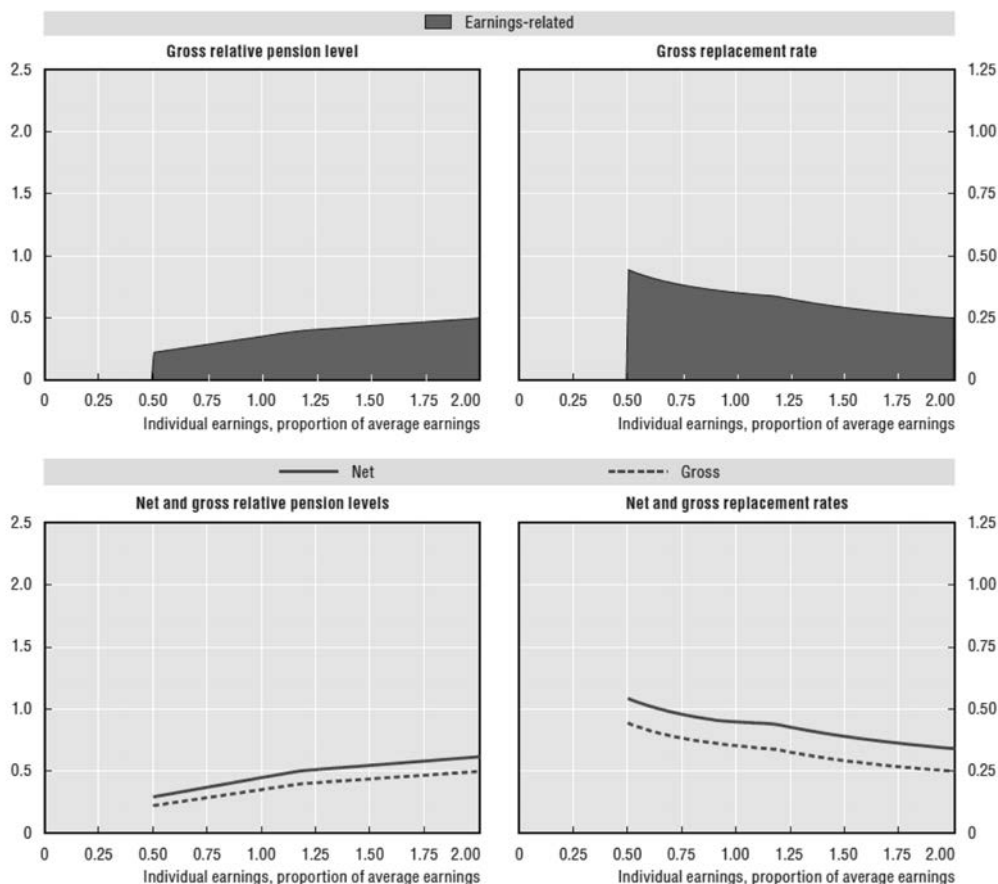 Earnings-related
Gross relative pension level
Gross replacement rate
2.5
2.0
1.5
1.0
0.5
0
0 0.25 0.50 0.75 1.00 1.25 1.50 1.75 2.00
Individual earnings, proportion of average earnings
1.25
1.00
0.75
0.50
0.25
0
0 0.25 0.50 0.75 1.00 1.25 1.50 1.75 2.00
Individual earnings, proportion of average earnings
Net Gross
Net and gross relative pension levels
Net and gross replacement rates
2.5
2.0
1.5
1.0
0.5
0
0 0.25 0.50 0.75 1.00 1.25 1.50 1.75 2.00
Individual earnings, proportion of average earnings
1.25
1.00
0.75
0.50
0.25
0
0 0.25 0.50 0.75 1.00 1.25 1.50 1.75 2.00
Individual earnings, proportion of average earnings